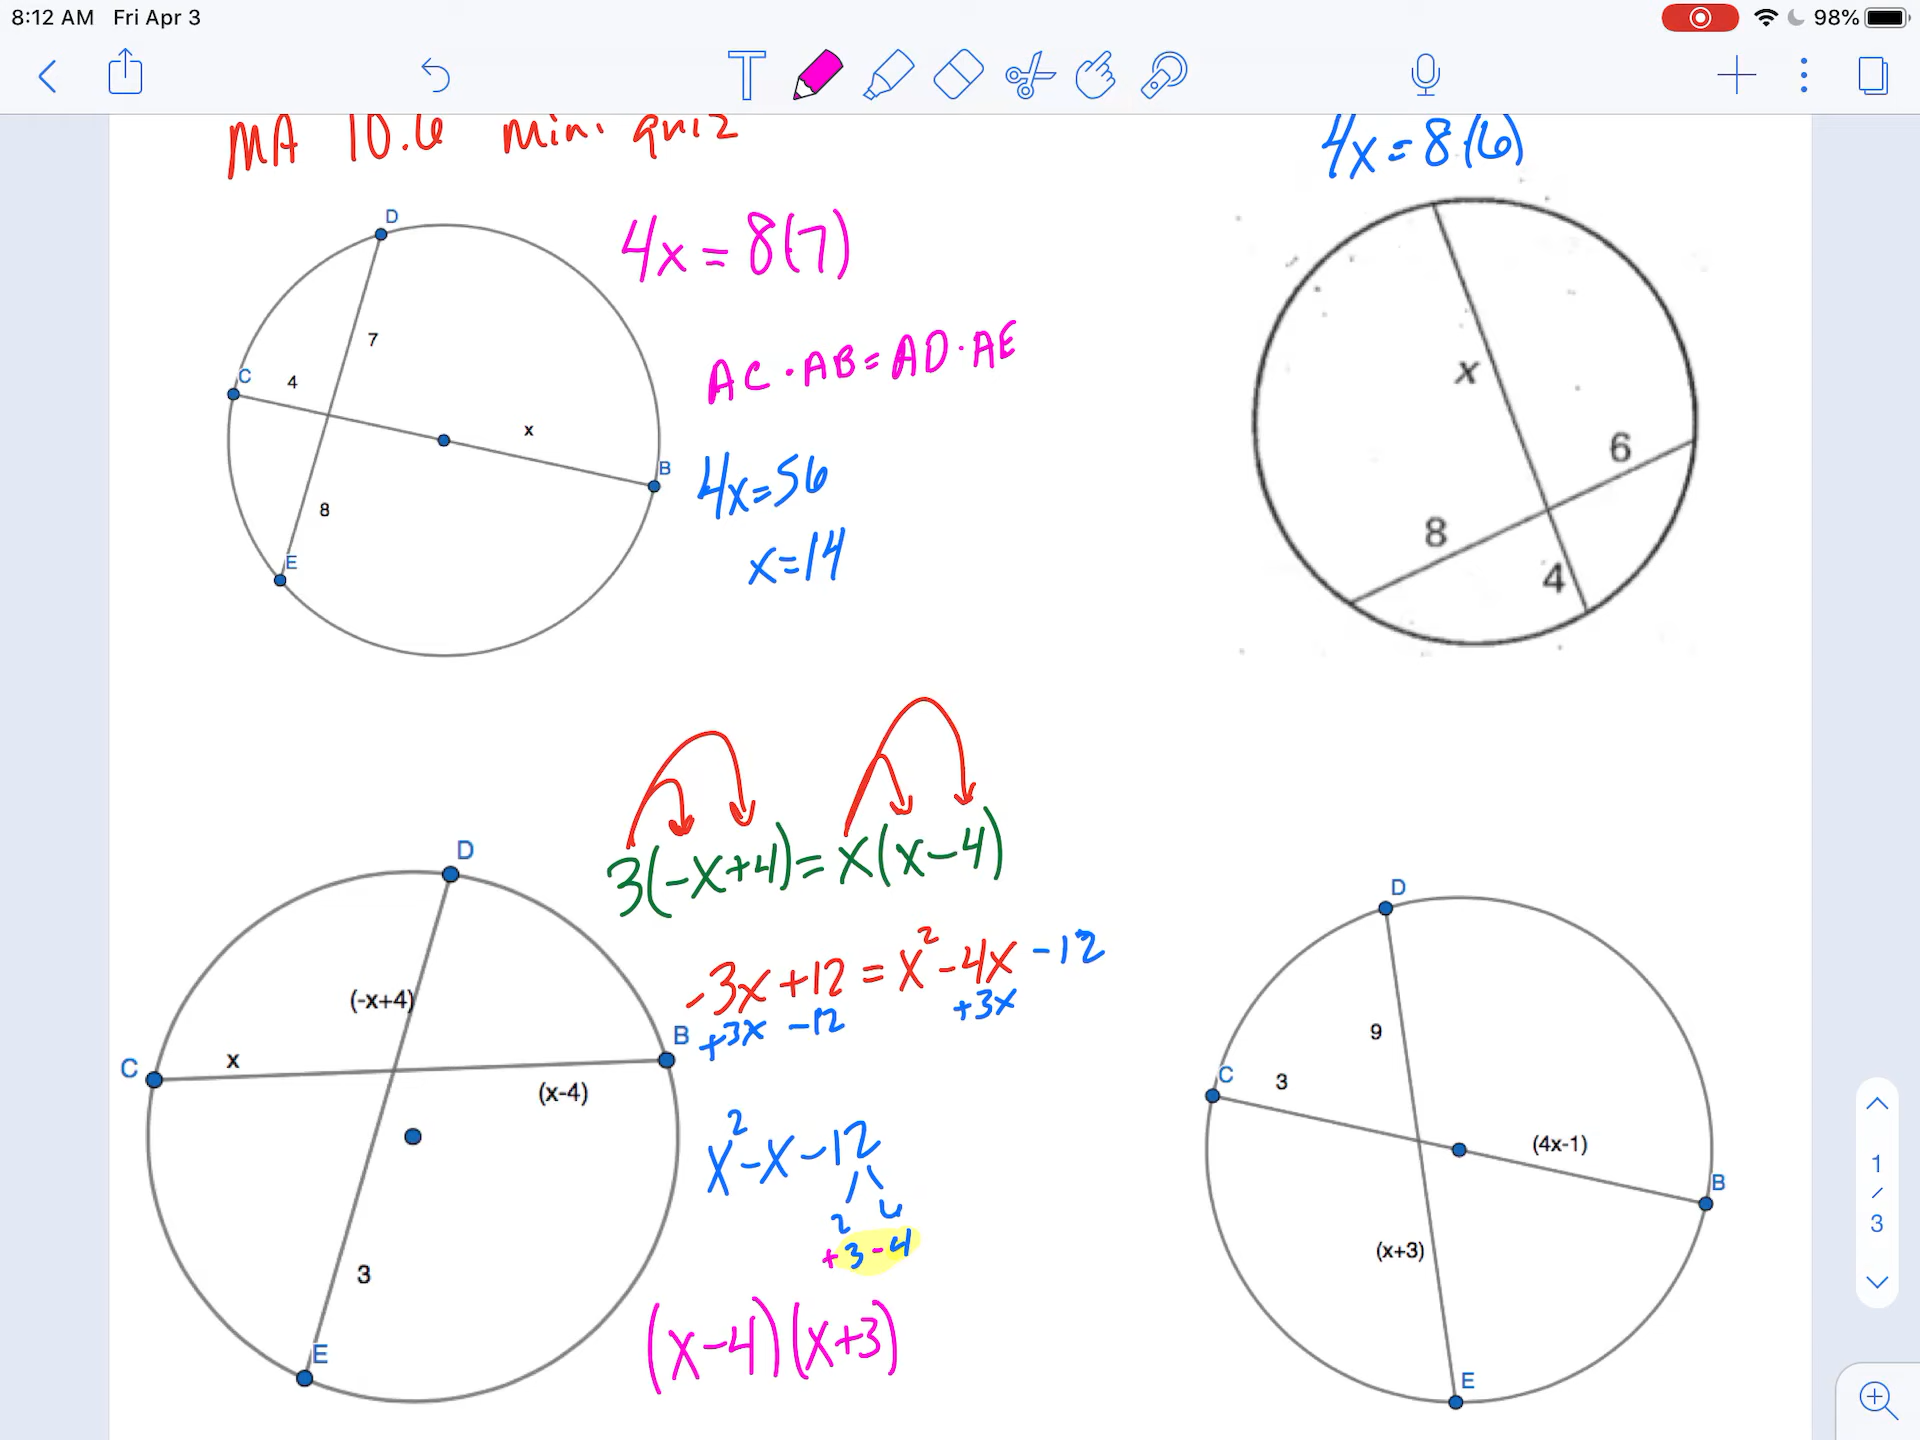 8:12 AM Fri Apr 3
98%
T
MA 10.6 Mini quiz
4x = 8(6)
D
4x = 8(7)
7
C
4
x
B
8
E
AC · AB = AD · AE
4x = 56
x = 14
x
6
8
4
3(-x+4) = x(x-4)
D
-3x + 12 = x² - 4x - 12
+3x -12 +3x
(-x+4)
B
C
x
(x-4)
3
E
x² - x - 12
2 6
+3 -4
(x-4)(x+3)
D
9
C
3
(4x-1)
B
(x+3)
E
1
/
3